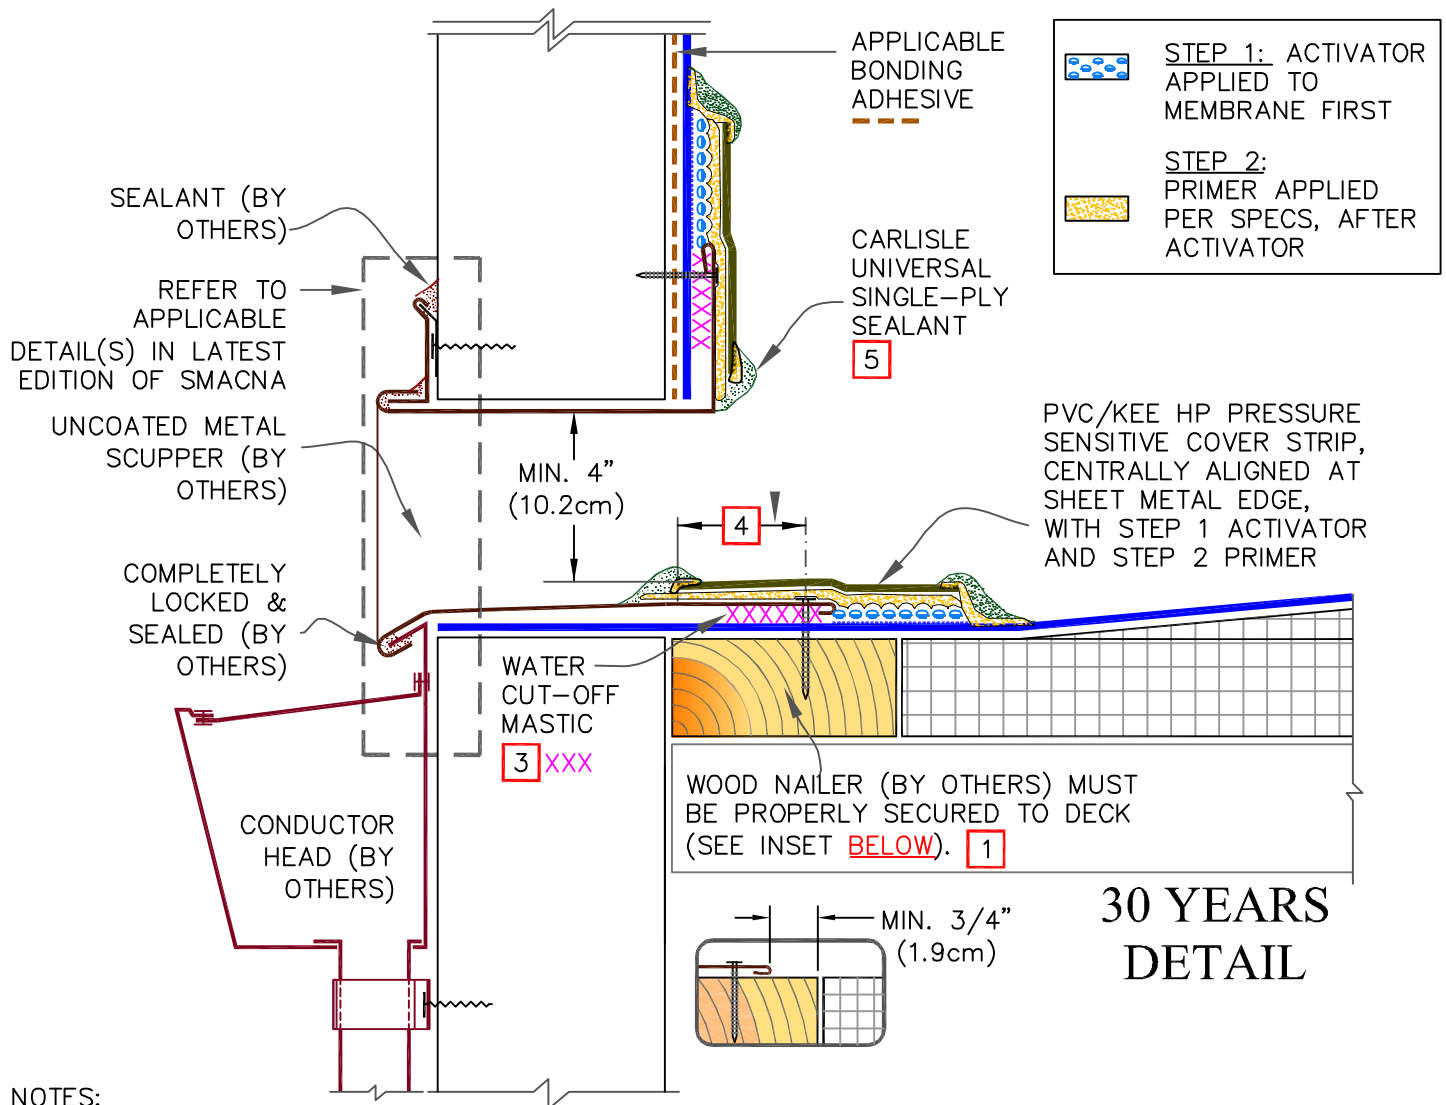 APPLICABLE
BONDING
ADHESIVE
STEP 1: ACTIVATOR
APPLIED TO
MEMBRANE FIRST
STEP 2:
PRIMER APPLIED
PER SPECS, AFTER
ACTIVATOR
SEALANT (BY
OTHERS)
REFER TO
APPLICABLE
DETAIL(S) IN LATEST
EDITION OF SMACNA
CARLISLE
UNIVERSAL
SINGLE-PLY
SEALANT
5
UNCOATED METAL
SCUPPER (BY
OTHERS)
MIN. 4"
(10.2cm)
4
PVC/KEE HP PRESSURE
SENSITIVE COVER STRIP,
CENTRALLY ALIGNED AT
SHEET METAL EDGE,
WITH STEP 1 ACTIVATOR
AND STEP 2 PRIMER
COMPLETELY
LOCKED &
SEALED (BY
OTHERS)
WATER
CUT-OFF
MASTIC
3 XXX
WOOD NAILER (BY OTHERS) MUST
BE PROPERLY SECURED TO DECK
(SEE INSET BELOW). 1
CONDUCTOR
HEAD (BY
OTHERS)
MIN. 3/4"
(1.9cm)
30 YEARS
DETAIL
NOTES: